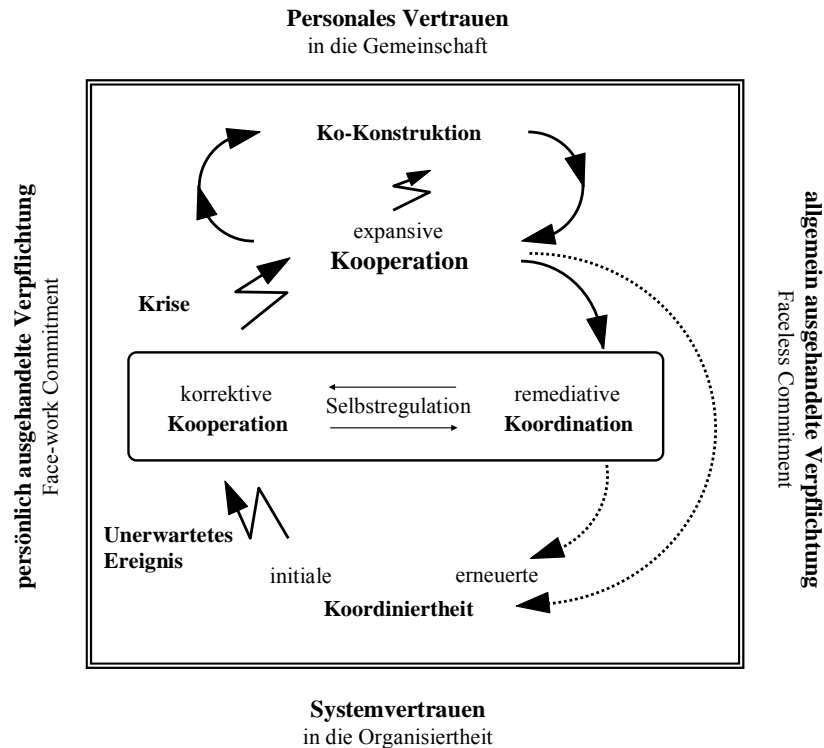 Personales Vertrauen
in die Gemeinschaft
persönlich ausgehandelte Verpflichtung
Face-work Commitment
Ko-Konstruktion
expansive
Kooperation
Krise
korrektive
Kooperation
Selbstregulation
remediative
Koordination
Unerwartetes
Ereignis
initiale
erneuerte
Koordiniertheit
allgemein ausgehandelte Verpflichtung
Faceless Commitment
Systemvertrauen
in die Organisiertheit